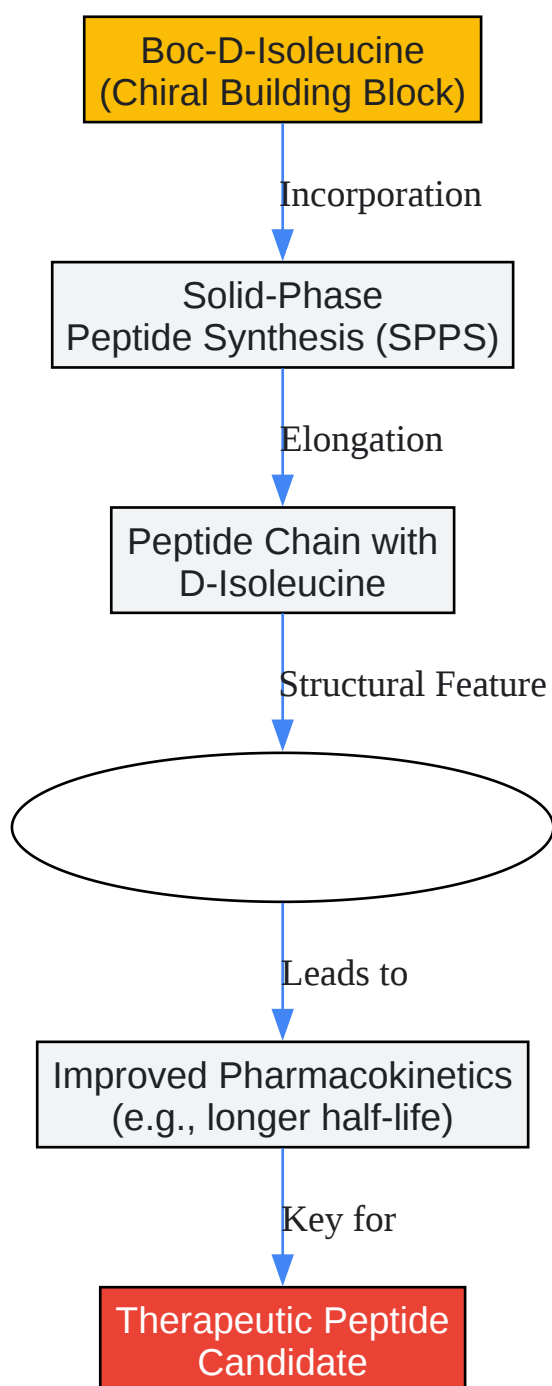 Boc-D-Isoleucine
(Chiral Building Block)
Incorporation
Solid-Phase
Peptide Synthesis (SPPS)
Elongation
Peptide Chain with
D-Isoleucine
Structural Feature
Leads to
Improved Pharmacokinetics
(e.g., longer half-life)
Key for
Therapeutic Peptide
Candidate